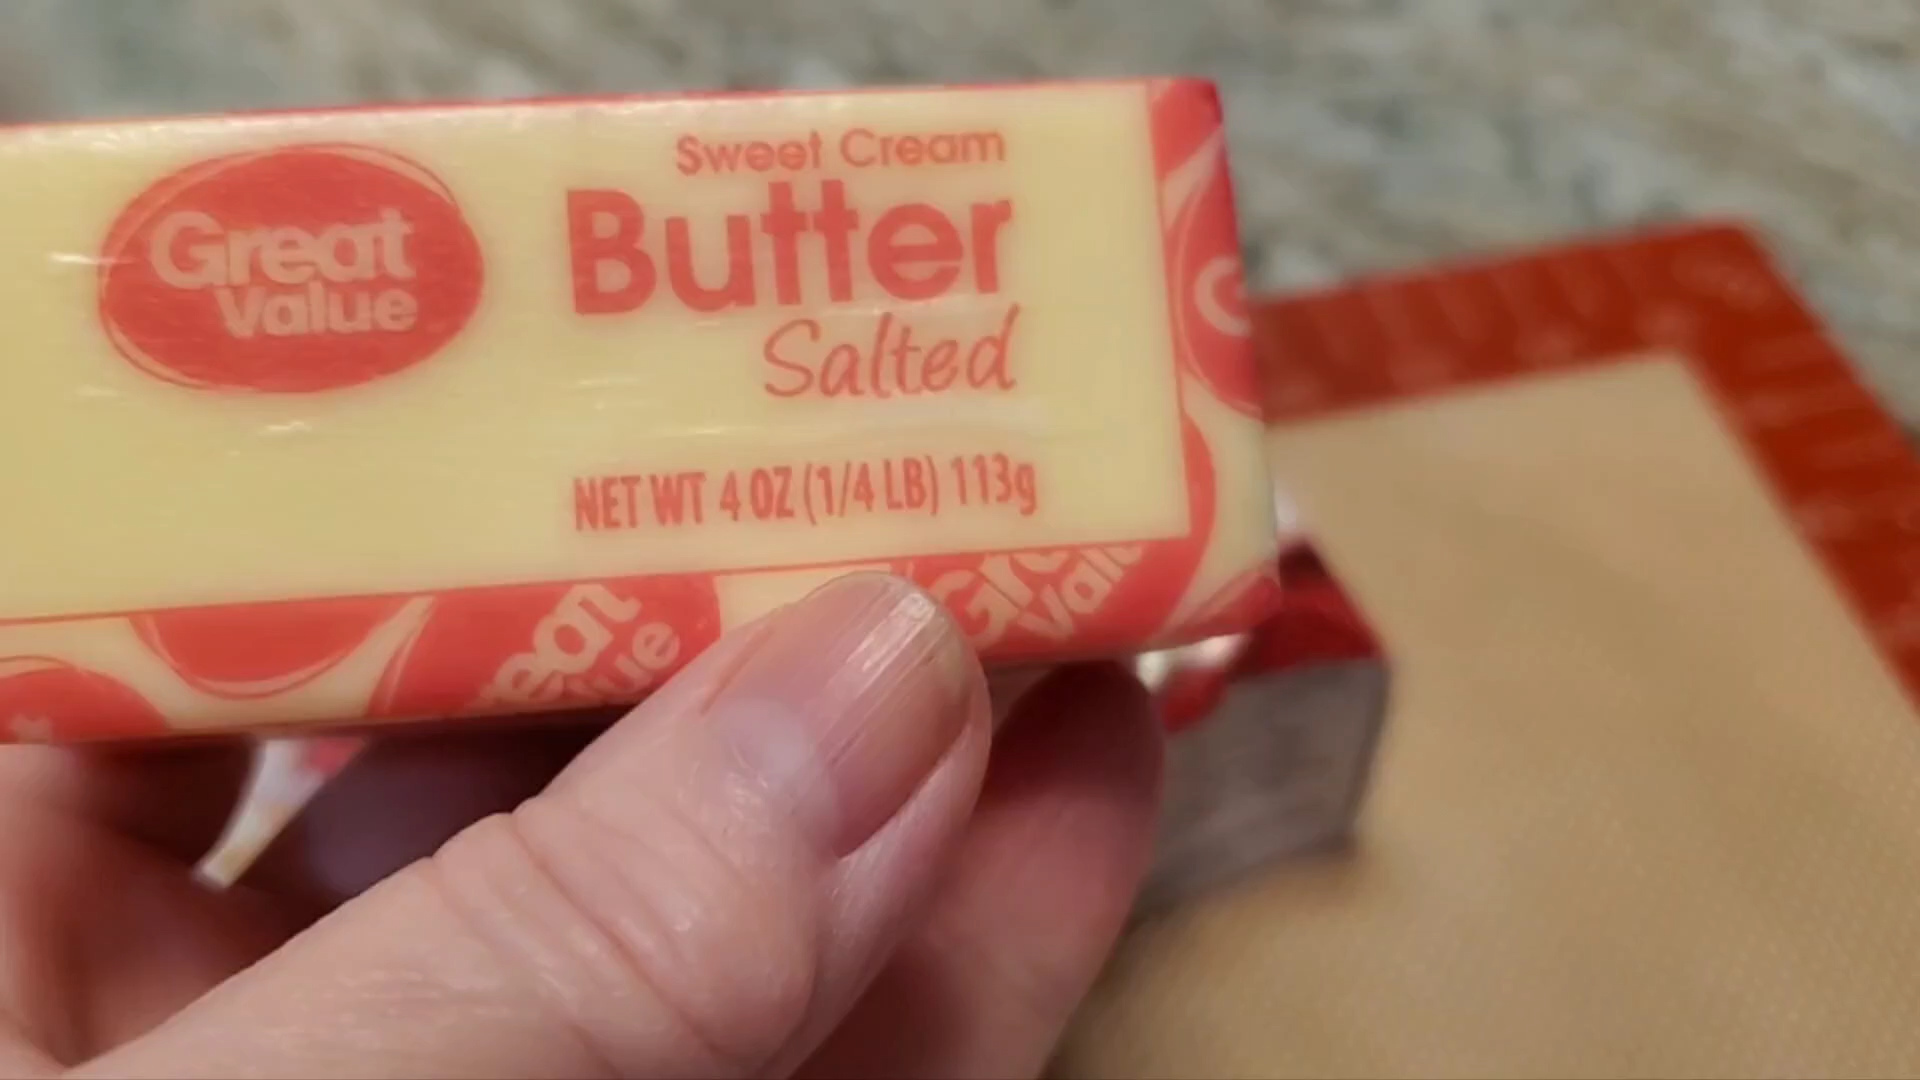 Great
Value
Sweet Cream
Butter
Salted
NET WT 4 OZ (1/4 LB) 113g